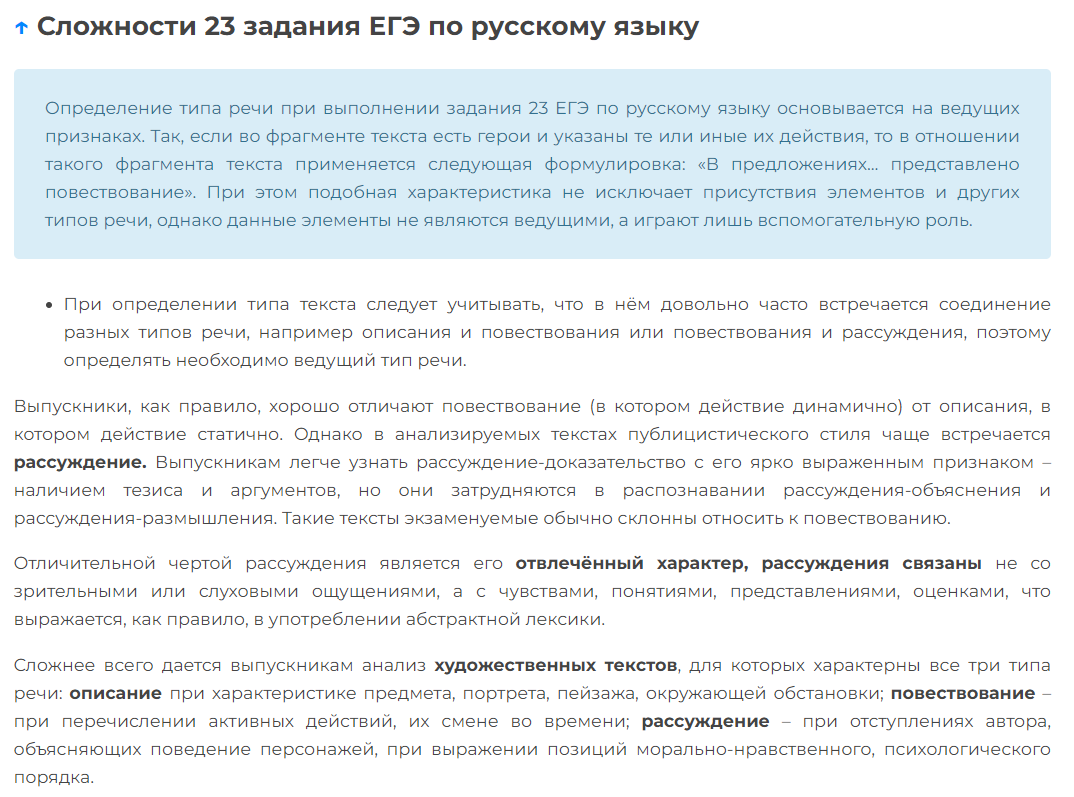 ↑ Сложности 23 задания ЕГЭ по русскому языку
Определение типа речи при выполнении задания 23 ЕГЭ по русскому языку основывается на ведущих
признаках. Так, если во фрагменте текста есть герои и указаны те или иные их действия, то в отношении
такого фрагмента текста применяется следующая формулировка: «В предложениях... представлено
повествование». При этом подобная характеристика не исключает присутствия элементов и других
типов речи, однако данные элементы не являются ведущими, а играют лишь вспомогательную роль.
• При определении типа текста следует учитывать, что в нём довольно часто встречается соединение
разных типов речи, например описания и повествования или повествования и рассуждения, поэтому
определять необходимо ведущий тип речи.
Выпускники, как правило, хорошо отличают повествование (в котором действие динамично) от описания, в
котором действие статично. Однако в анализируемых текстах публицистического стиля чаще встречается
рассуждение. Выпускникам легче узнать рассуждение-доказательство с его ярко выраженным признаком –
наличием тезиса и аргументов, но они затрудняются в распознавании рассуждения-объяснения и
рассуждения-размышления. Такие тексты экзаменуемые обычно склонны относить к повествованию.
Отличительной чертой рассуждения является его отвлечённый характер, рассуждения связаны не со
зрительными или слуховыми ощущениями, а с чувствами, понятиями, представлениями, оценками, что
выражается, как правило, в употреблении абстрактной лексики.
Сложнее всего дается выпускникам анализ художественных текстов, для которых характерны все три типа
речи: описание при характеристике предмета, портрета, пейзажа, окружающей обстановки; повествование –
при перечислении активных действий, их смене во времени; рассуждение – при отступлениях автора,
объясняющих поведение персонажей, при выражении позиций морально-нравственного, психологического
порядка.